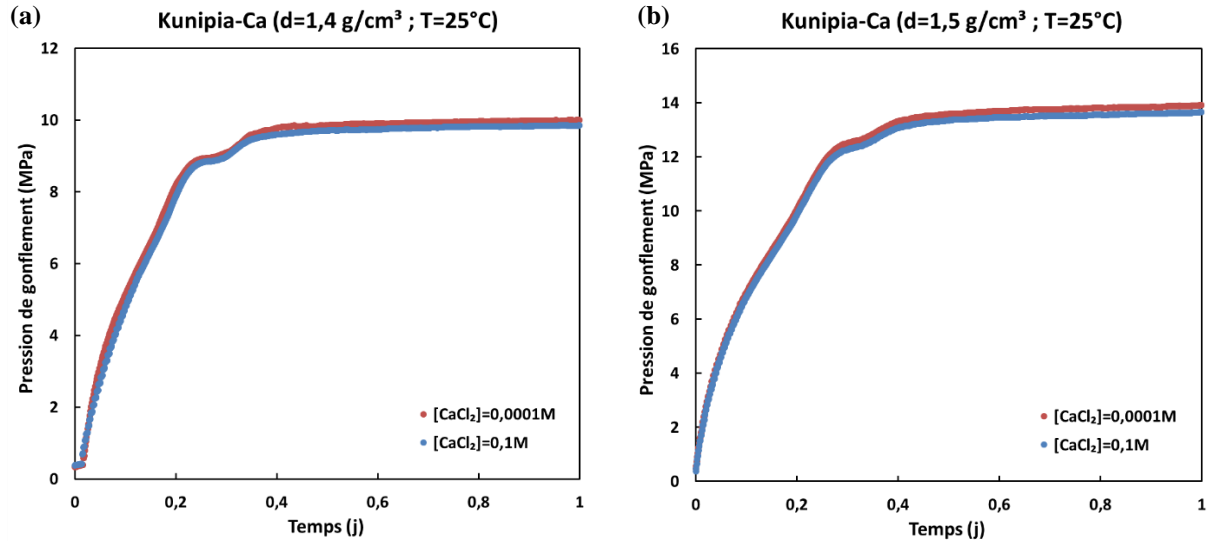 (a)
Kunipia-Ca (d=1,4 g/cm³ ; T=25°C)
Pression de gonflement (MPa)
12
10
8
6
4
2
0
[CaCl₂]=0,0001M
[CaCl₂]=0,1M
0 0,2 0,4 0,6 0,8 1
Temps (j)
(b)
Kunipia-Ca (d=1,5 g/cm³ ; T=25°C)
Pression de gonflement (MPa)
16
14
12
10
8
6
4
2
0
[CaCl₂]=0,0001M
[CaCl₂]=0,1M
0 0,2 0,4 0,6 0,8 1
Temps (j)